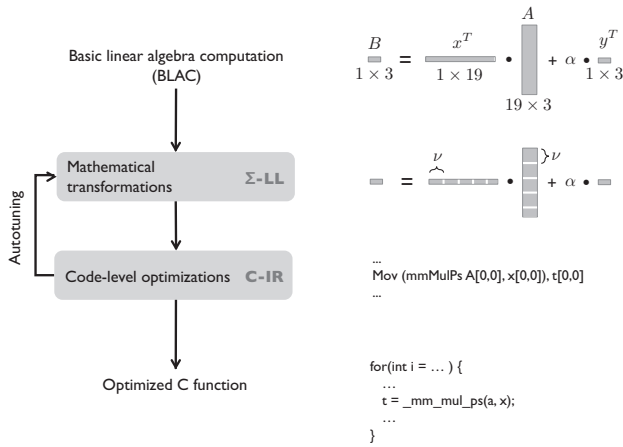 Basic linear algebra computation
(BLAC)
Mathematical
transformations Σ-LL
Autotuning
Code-level optimizations C-IR
Optimized C function
A
B = x^T • + α • y^T
1 × 3 1 × 19 1 × 3
19 × 3
ν
= • } ν + α •
...
Mov (mmMulPs A[0,0], x[0,0]), t[0,0]
...
for(int i = … ) {
…
t = _mm_mul_ps(a, x);
…
}